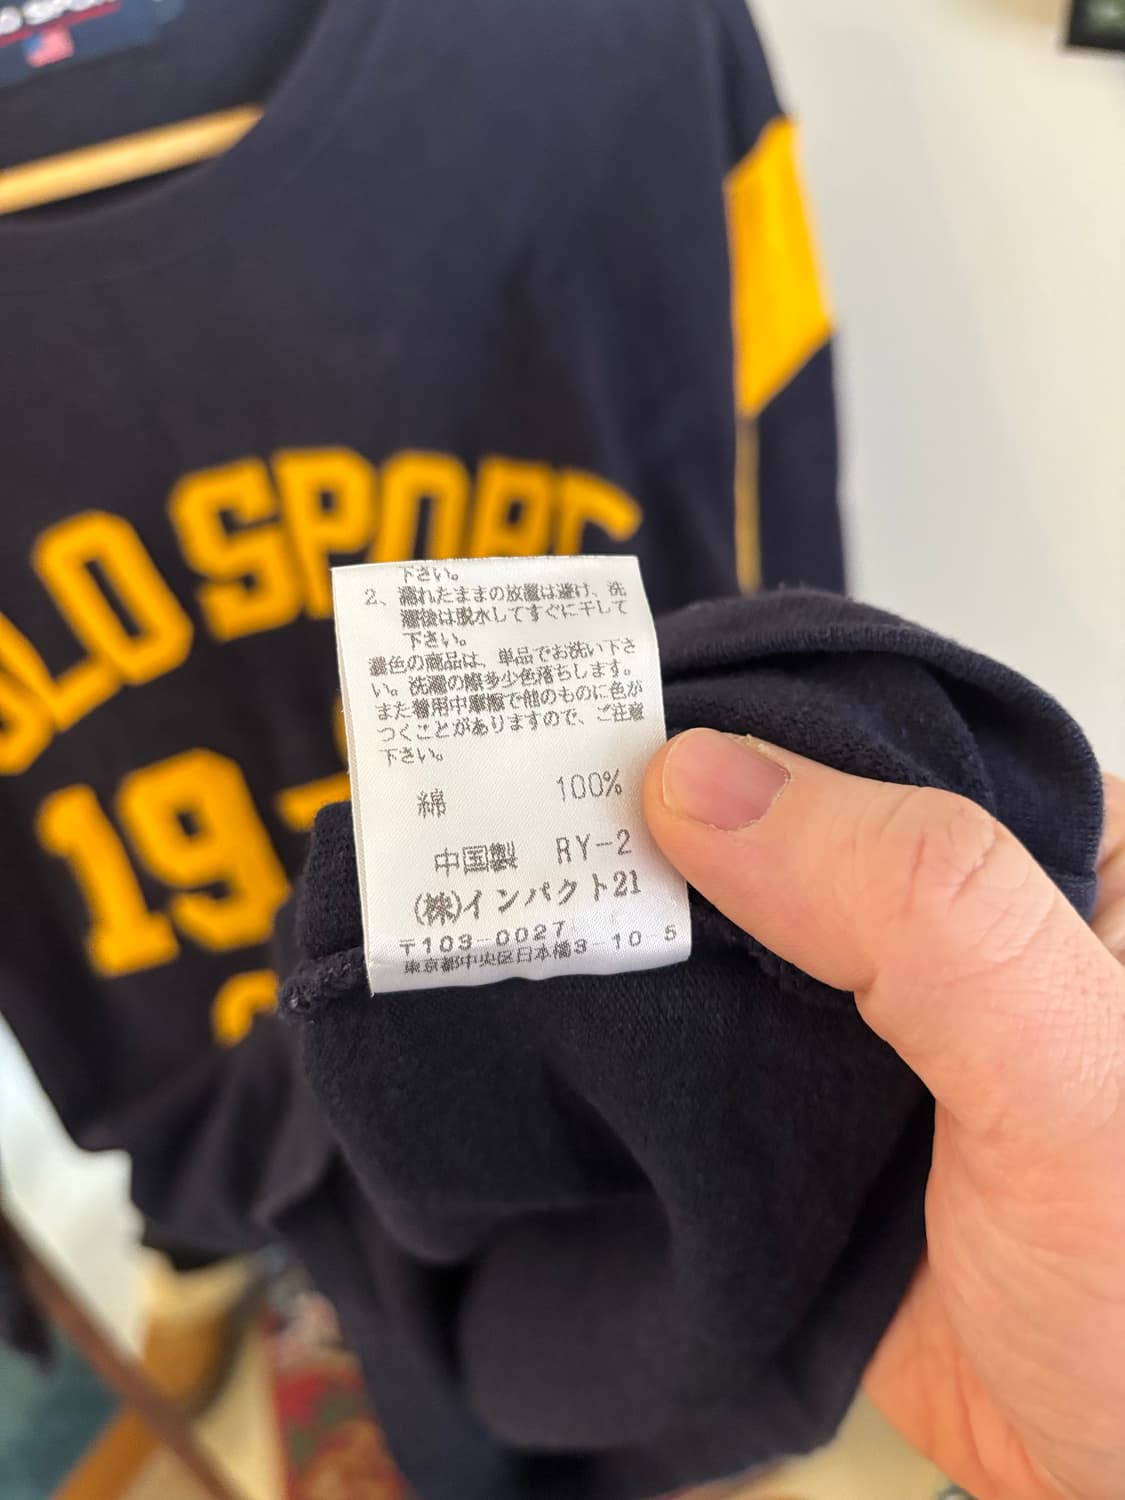 SPORT
OLO SPORT
19
下さい。
2、濡れたままの放置は避け、洗
濯後は脱水してすぐに干して
下さい。
濃色の商品は、単品でお洗い下さ
い。洗濯の際多少色落ちします。
また着用中摩擦で他のものに色が
つくことがありますので、ご注意
下さい。
綿 100%
中国製 RY-2
(株)インパクト21
〒103-0027
東京都中央区日本橋3-10-5